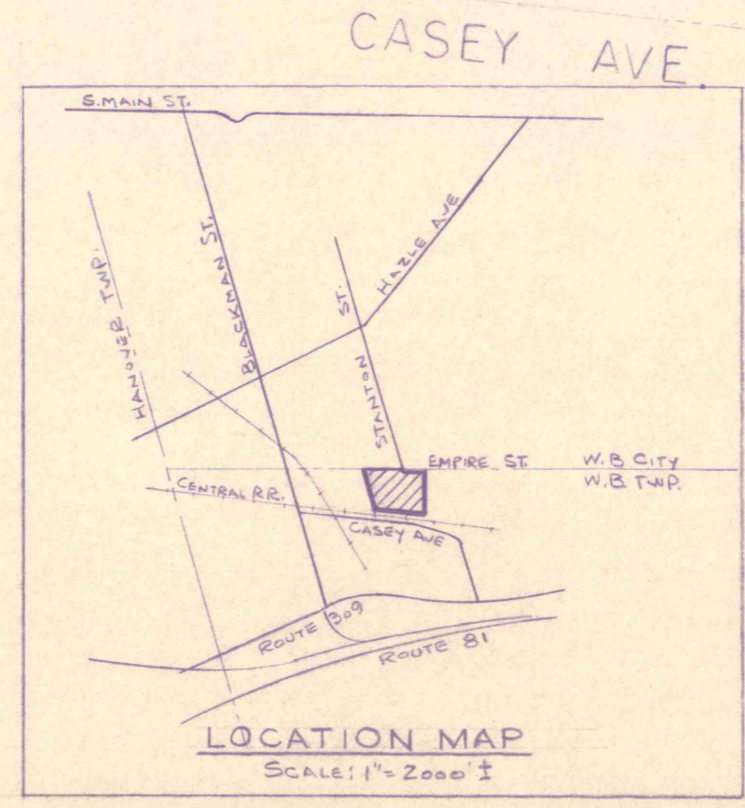 CASEY AVE.
S. MAIN ST.
HANOVER TWP.
BLACKMAN ST.
STANTON ST.
HAZLE AVE
EMPIRE ST.
W.B CITY
W.B. TWP.
CENTRAL R.R.
CASEY AVE
ROUTE 309
ROUTE 81
LOCATION MAP
SCALE: 1"= 2000' ±